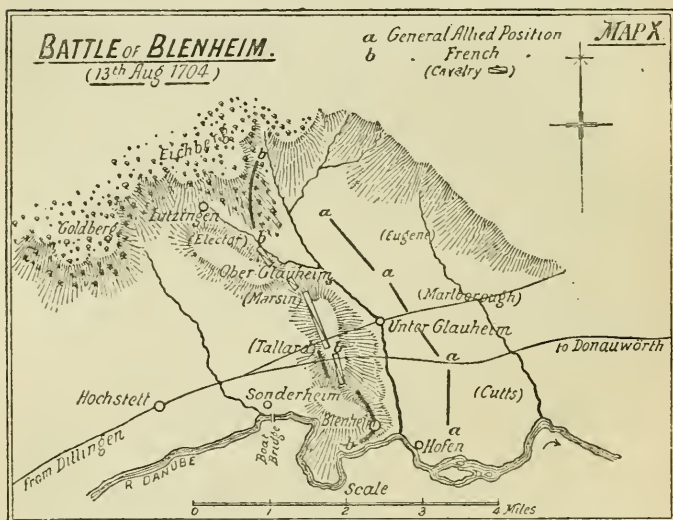 BATTLE OF BLENHEIM.
(13th Aug 1704)
a General Allied Position
b " French
(Cavalry )
MAP X.
Eichberg
b
Lutzingen
Goldberg
(Elector)
b
a
(Eugene)
Ober Glauheim
a
(Marsin)
(Marlborough)
Unter Glauheim
(Tallard)
b
a
to Donauwörth
Hochstett
Sonderheim
(Cutts)
Blenheim
b
a
Hofen
from Dillingen
R. DANUBE
Boat Bridge
Scale
0 1 2 3 4 Miles